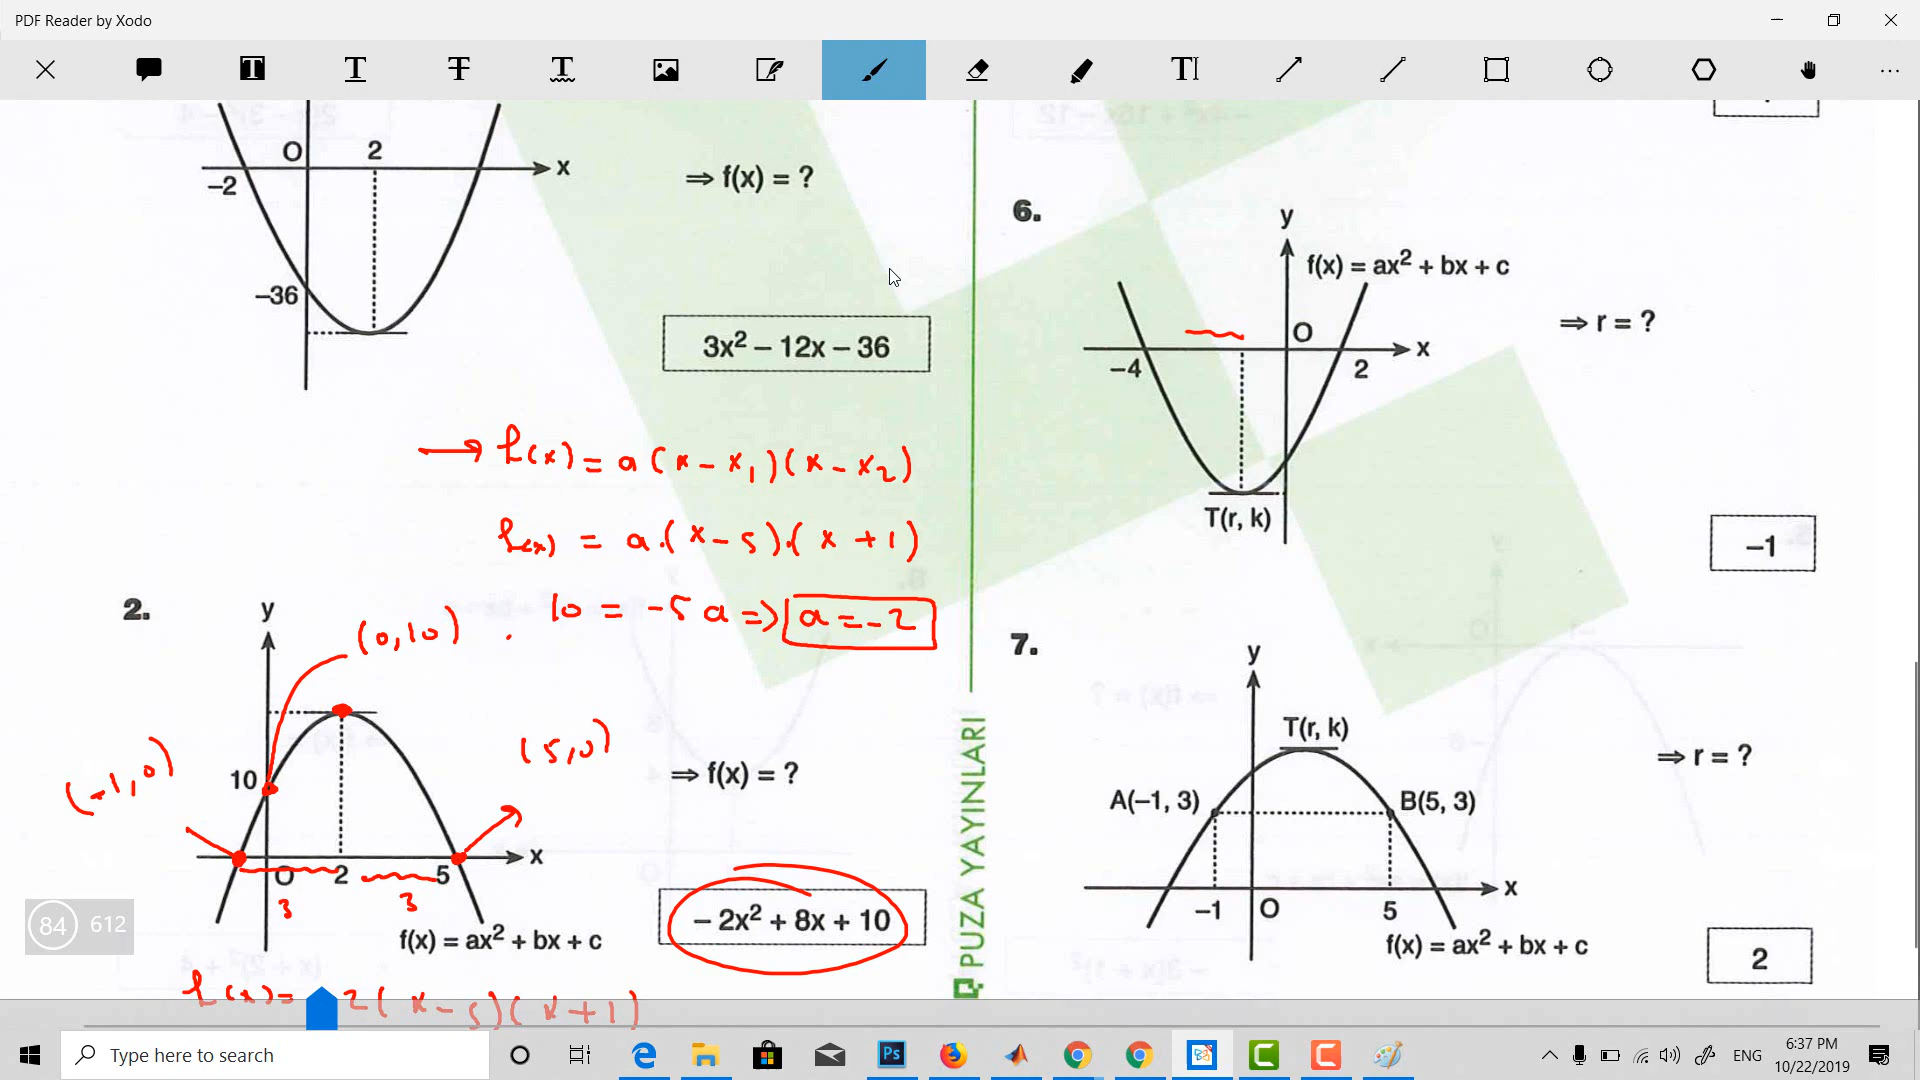 PDF Reader by Xodo
O
2
x
−2
−36
⇒ f(x) = ?
3x² − 12x − 36
→ f(x) = a(x − x₁)(x − x₂)
f(x) = a.(x − 5).(x + 1)
10 = −5a ⇒ a = −2
2.
y
(0,10)
(−1,0)
(5,0)
10
O
2
5
x
3
3
f(x) = ax² + bx + c
⇒ f(x) = ?
− 2x² + 8x + 10
f(x) = 2(x − 5)(x + 1)
84
612
PUZA YAYINLARI
6.
y
f(x) = ax² + bx + c
O
x
−4
2
T(r, k)
⇒ r = ?
−1
7.
y
T(r, k)
A(−1, 3)
B(5, 3)
⇒ r = ?
−1
O
5
x
f(x) = ax² + bx + c
2
Type here to search
ENG
6:37 PM
10/22/2019